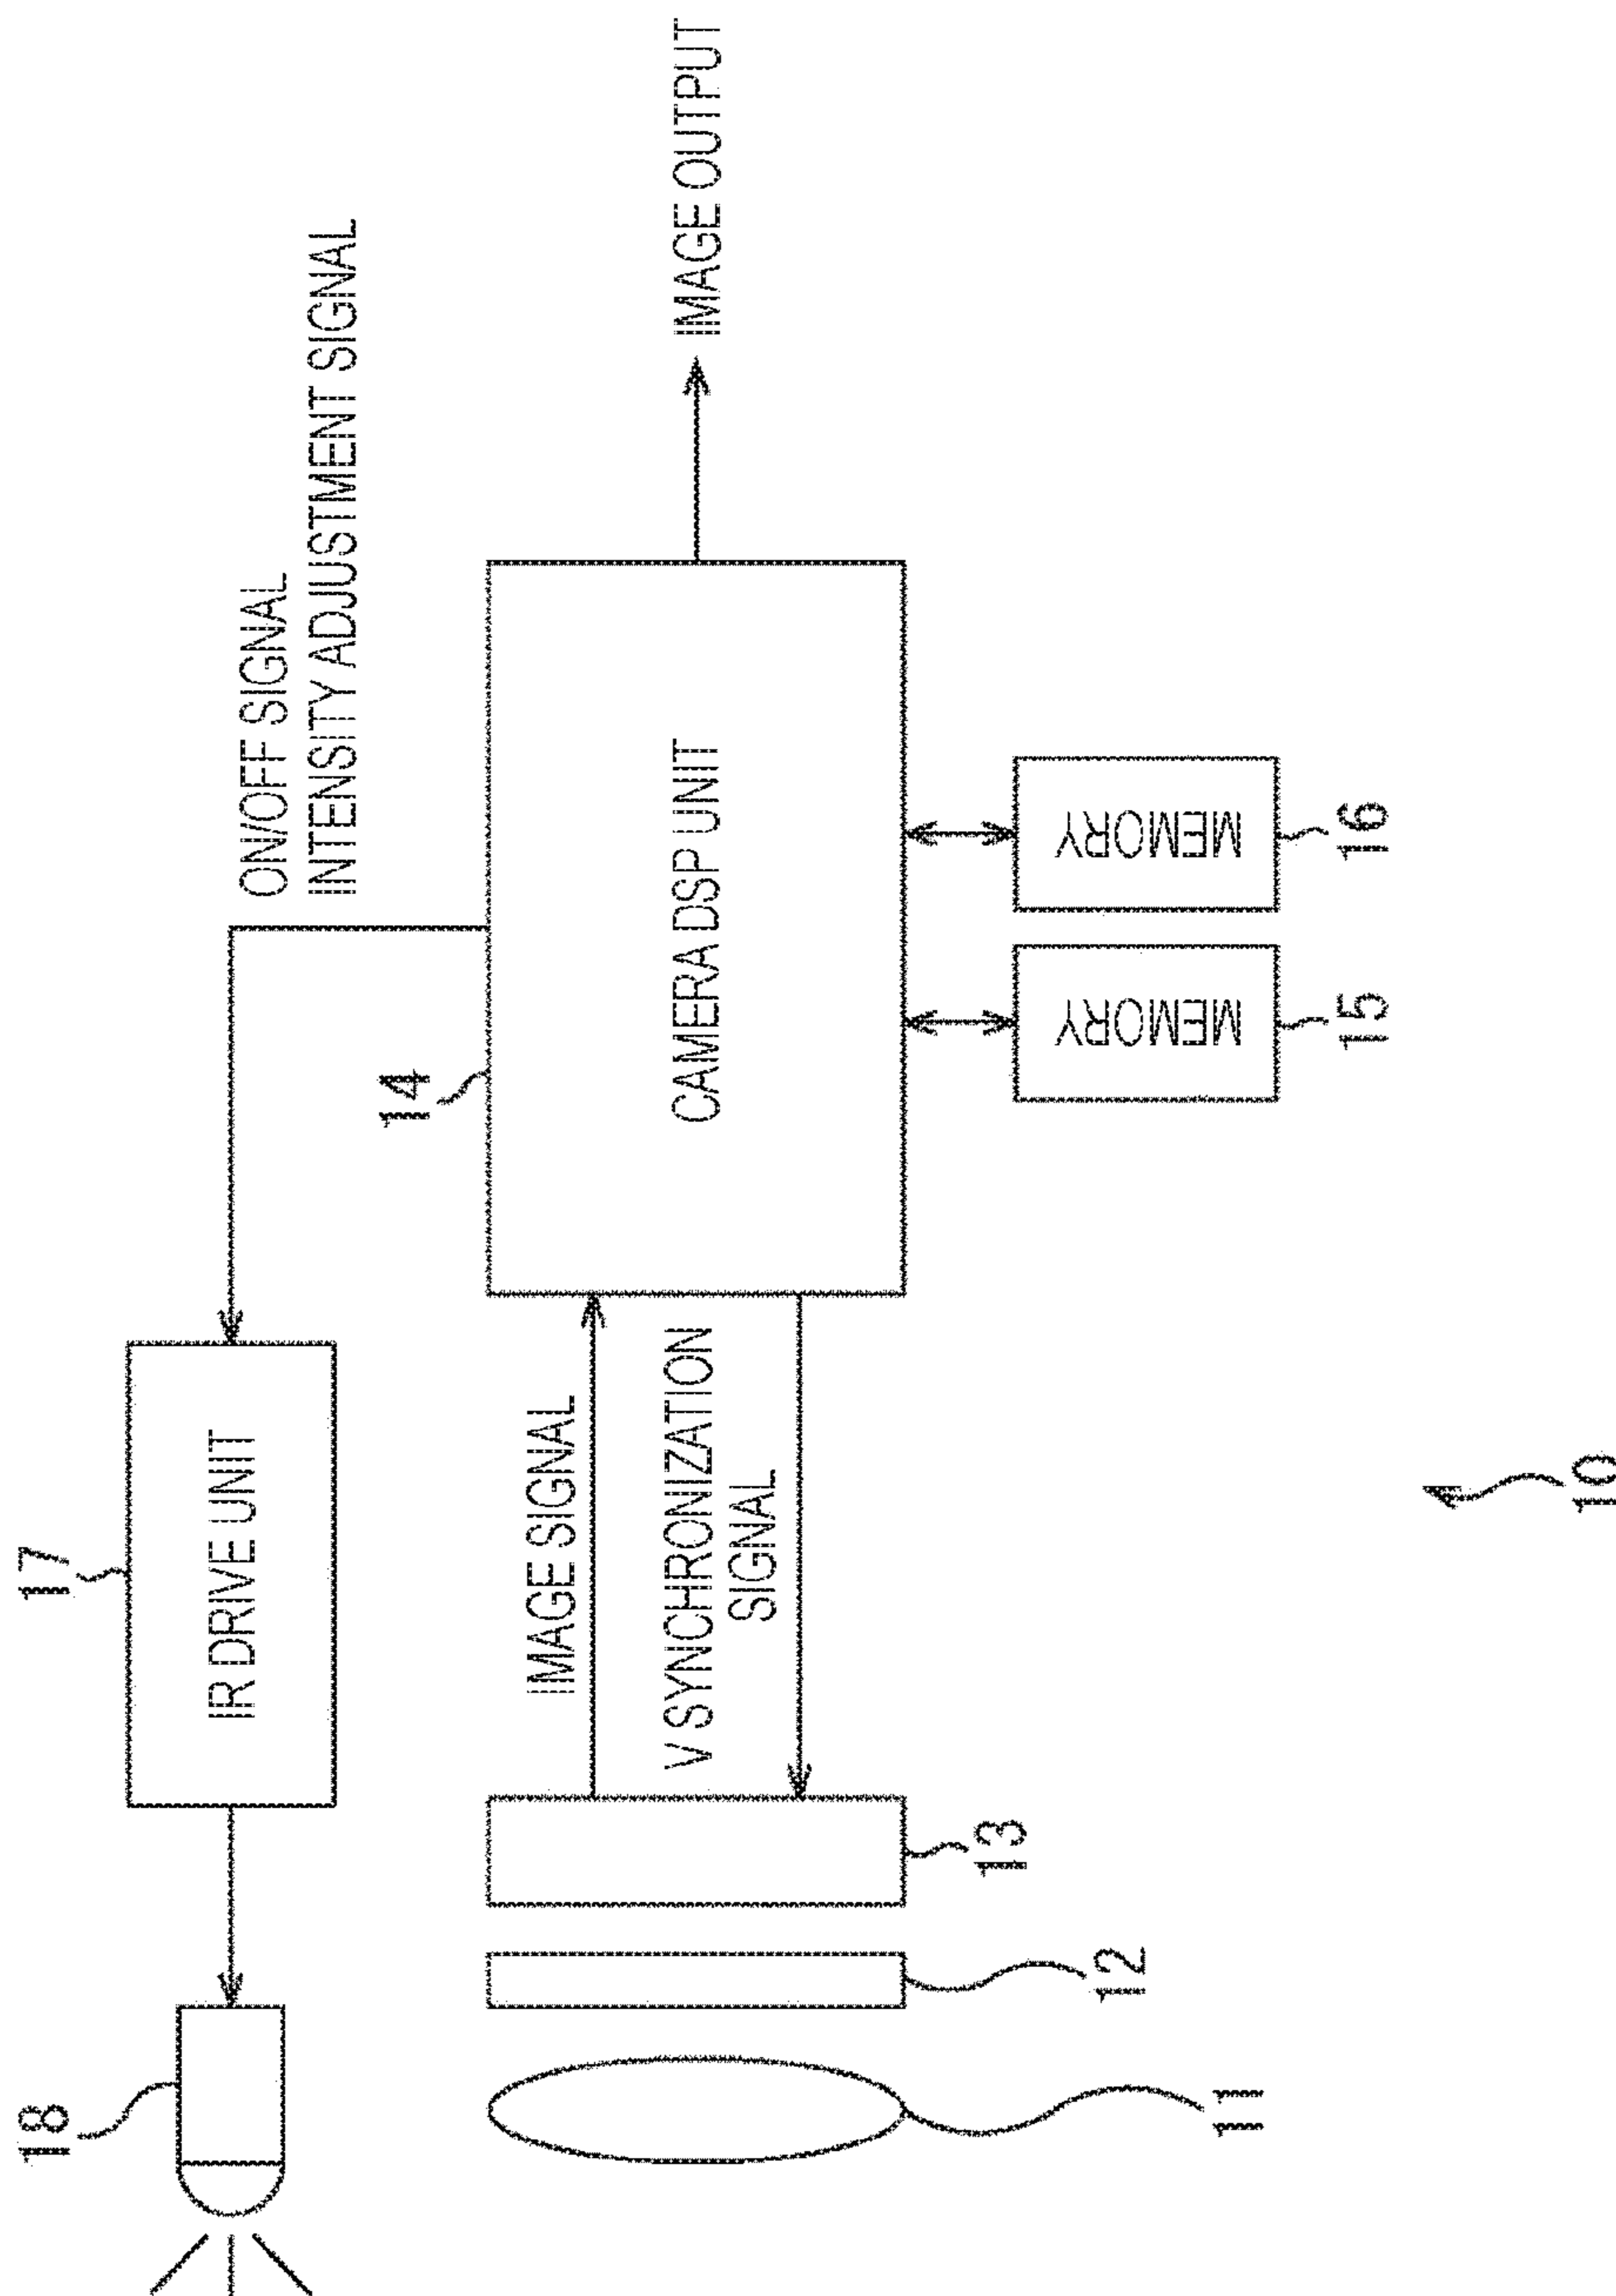 18
17
IR DRIVE UNIT
ON/OFF SIGNAL
INTENSITY ADJUSTMENT SIGNAL
14
IMAGE SIGNAL
V SYNCHRONIZATION
SIGNAL
CAMERA DSP UNIT
IMAGE OUTPUT
13
12
11
MEMORY
15
MEMORY
16
10